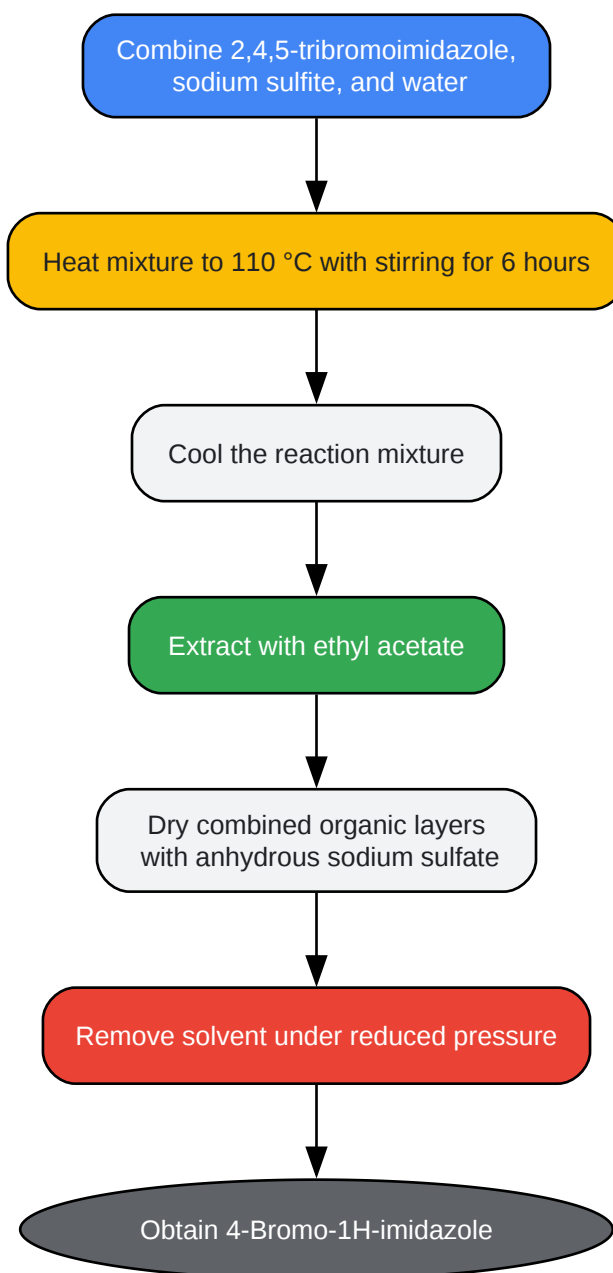 Combine 2,4,5-tribromoimidazole,
sodium sulfite, and water
Heat mixture to 110 °C with stirring for 6 hours
Cool the reaction mixture
Extract with ethyl acetate
Dry combined organic layers
with anhydrous sodium sulfate
Remove solvent under reduced pressure
Obtain 4-Bromo-1H-imidazole